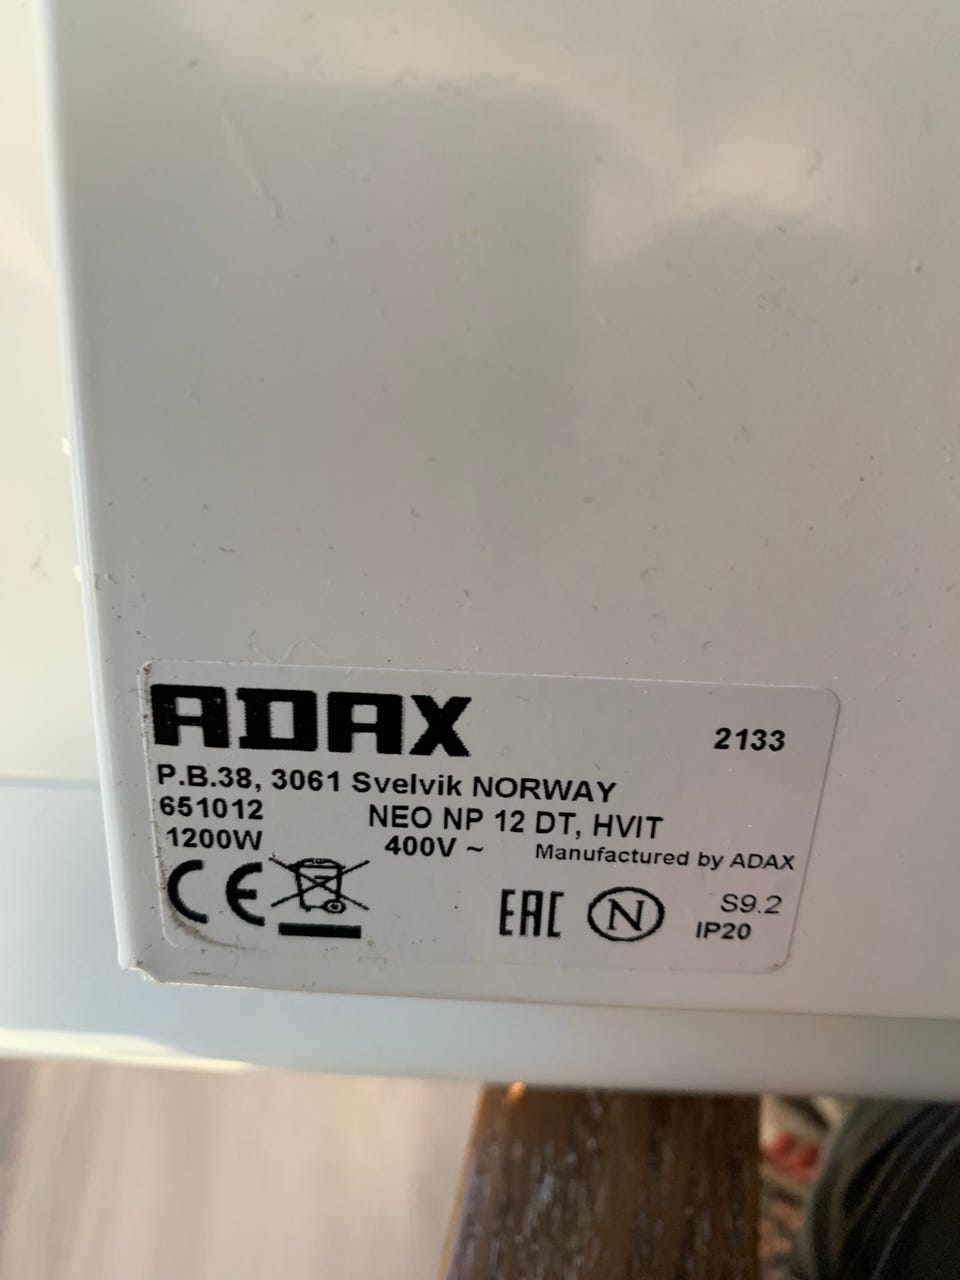 ADAX 2133
P.B.38, 3061 Svelvik NORWAY
651012 NEO NP 12 DT, HVIT
1200W 400V ~ Manufactured by ADAX
CE EAC N S9.2
IP20